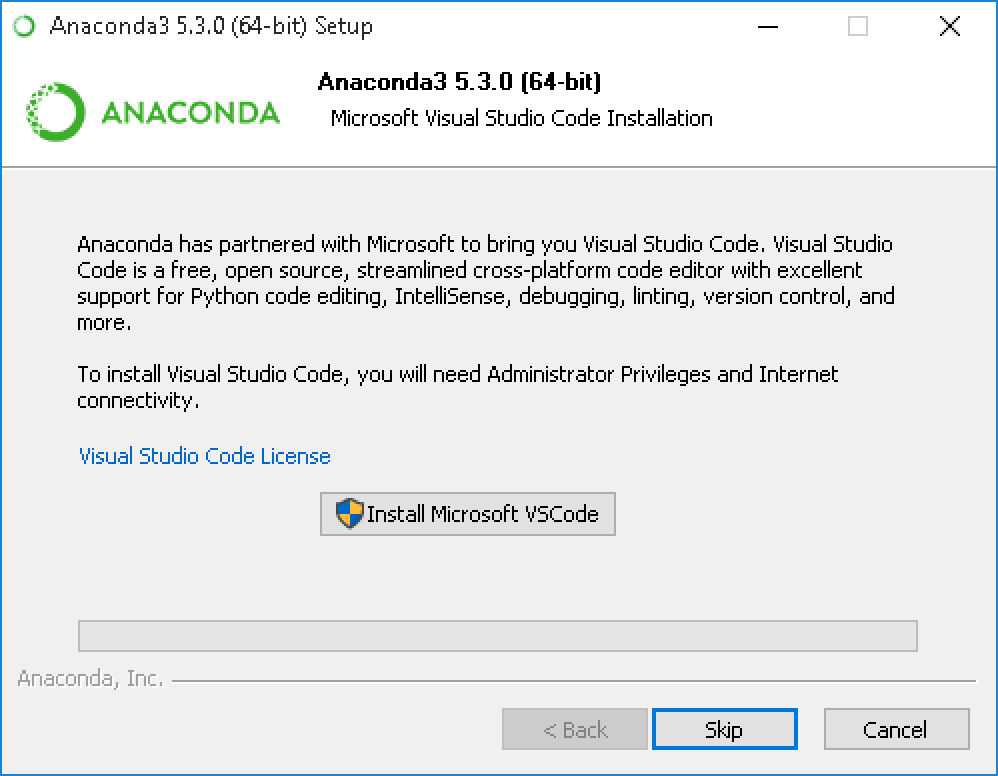 Anaconda3 5.3.0 (64-bit) Setup
ANACONDA
Anaconda3 5.3.0 (64-bit)
Microsoft Visual Studio Code Installation
Anaconda has partnered with Microsoft to bring you Visual Studio Code. Visual Studio
Code is a free, open source, streamlined cross-platform code editor with excellent
support for Python code editing, IntelliSense, debugging, linting, version control, and
more.
To install Visual Studio Code, you will need Administrator Privileges and Internet
connectivity.
Visual Studio Code License
Install Microsoft VSCode
Anaconda, Inc.
< Back
Skip
Cancel